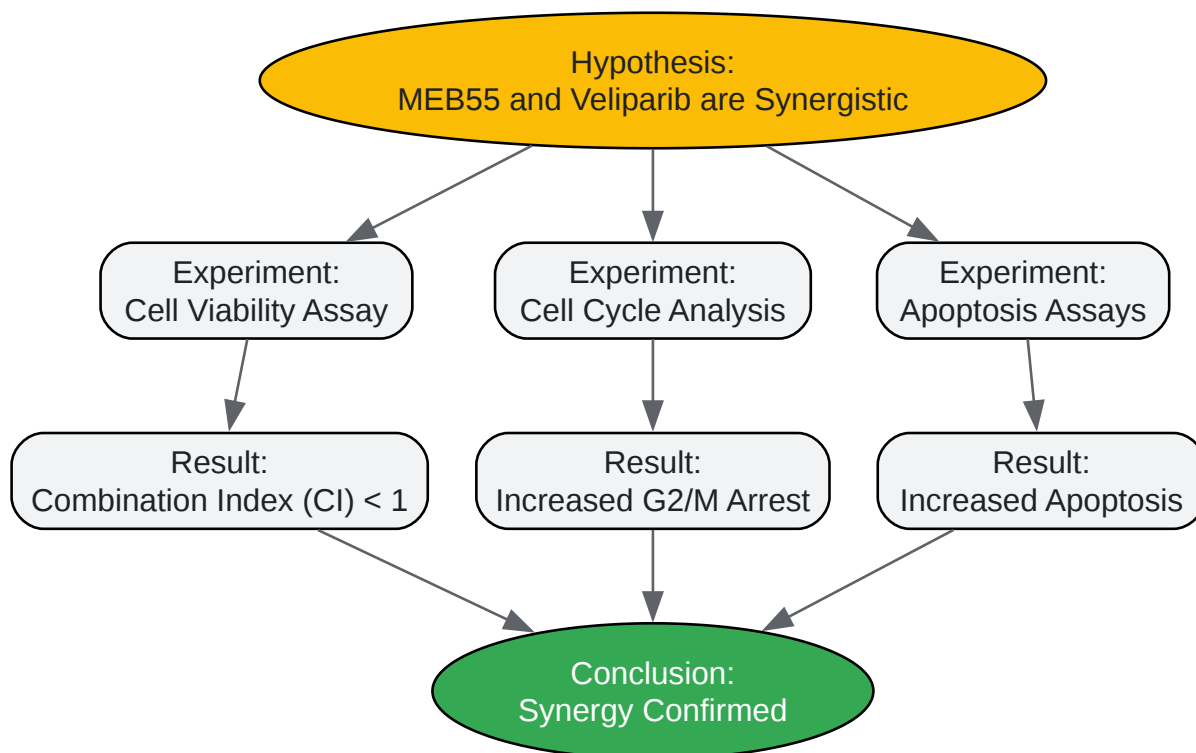 Hypothesis:
MEB55 and Veliparib are Synergistic
Experiment:
Cell Viability Assay
Experiment:
Cell Cycle Analysis
Experiment:
Apoptosis Assays
Result:
Combination Index (CI) < 1
Result:
Increased G2/M Arrest
Result:
Increased Apoptosis
Conclusion:
Synergy Confirmed